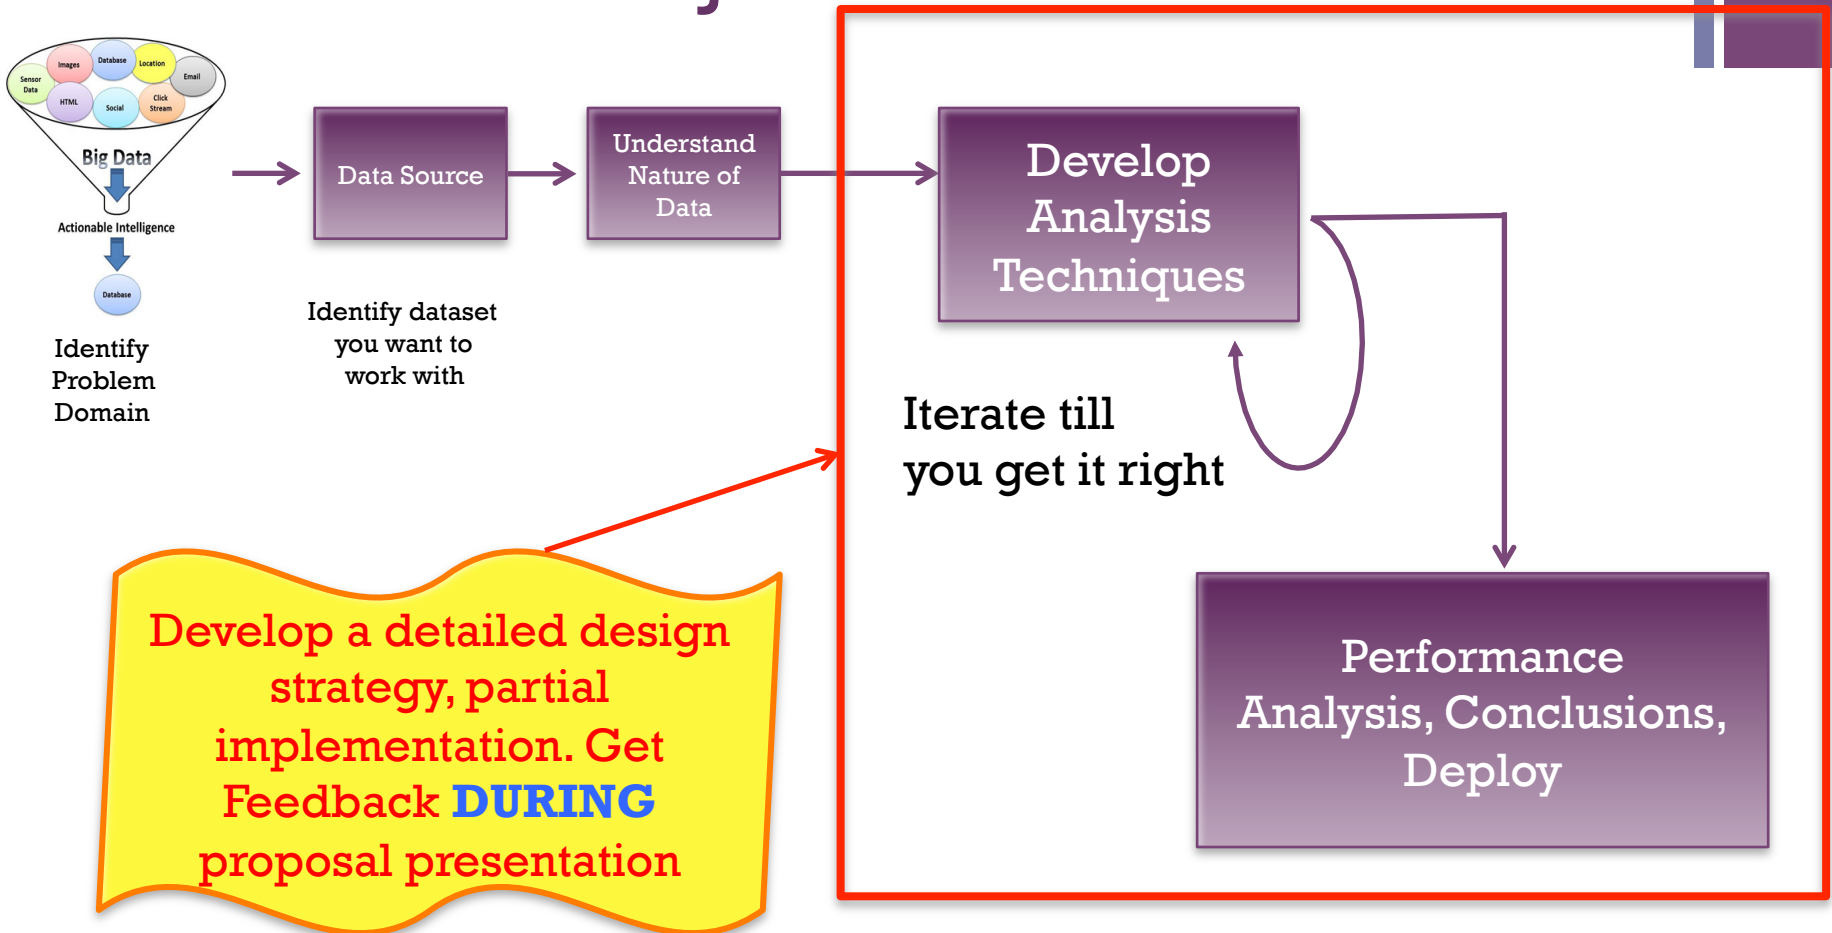 Images
Database
Location
Sensor
Data
Email
HTML
Social
Click
Stream
Big Data
Actionable Intelligence
Database
Identify
Problem
Domain
Data Source
Identify dataset
you want to
work with
Understand
Nature of
Data
Develop
Analysis
Techniques
Iterate till
you get it right
Develop a detailed design
strategy, partial
implementation. Get
Feedback DURING
proposal presentation
Performance
Analysis, Conclusions,
Deploy